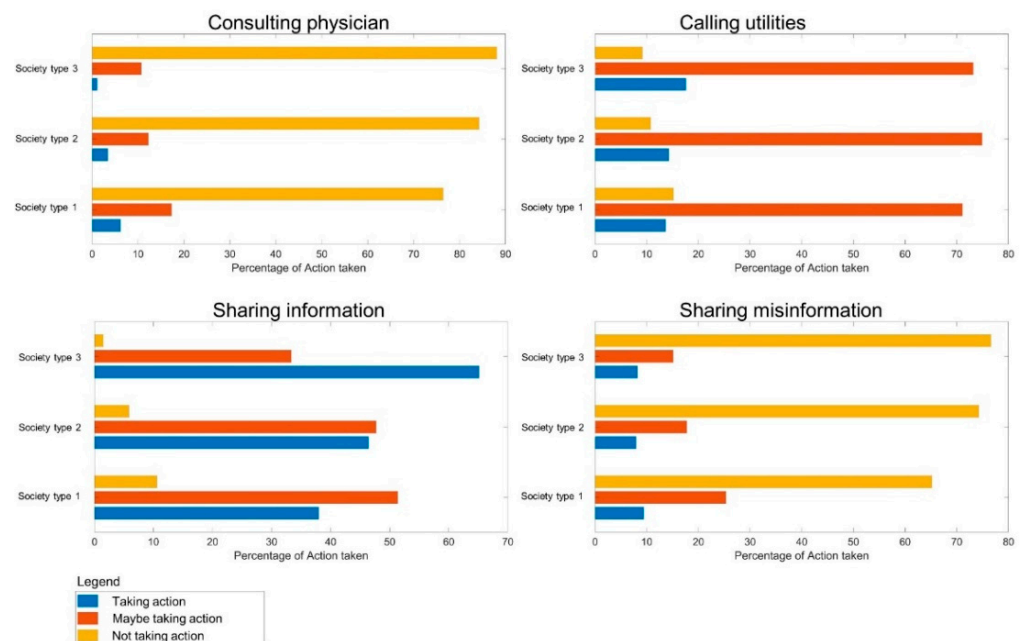 Consulting physician
Society type 3
Society type 2
Society type 1
0 10 20 30 40 50 60 70 80 90
Percentage of Action taken
Calling utilities
Society type 3
Society type 2
Society type 1
0 10 20 30 40 50 60 70 80
Percentage of Action taken
Sharing information
Society type 3
Society type 2
Society type 1
0 10 20 30 40 50 60 70
Percentage of Action taken
Sharing misinformation
Society type 3
Society type 2
Society type 1
0 10 20 30 40 50 60 70 80
Percentage of Action taken
Legend
Taking action
Maybe taking action
Not taking action